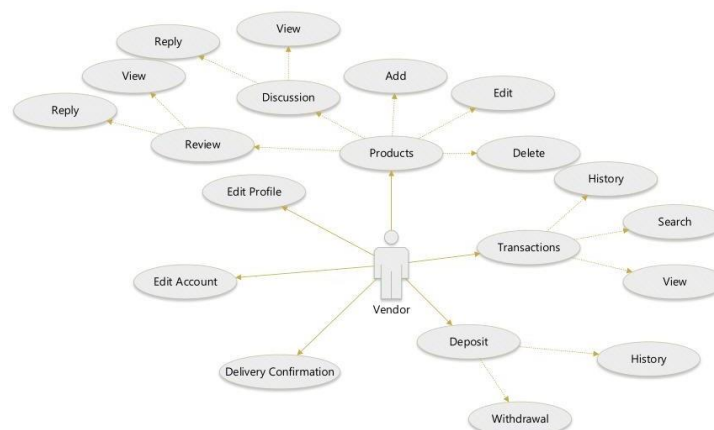 View
Reply
View
Add
Edit
Discussion
Reply
Review
Products
Delete
History
Edit Profile
Search
Transactions
Edit Account
View
Vendor
Deposit
History
Delivery Confirmation
Withdrawal